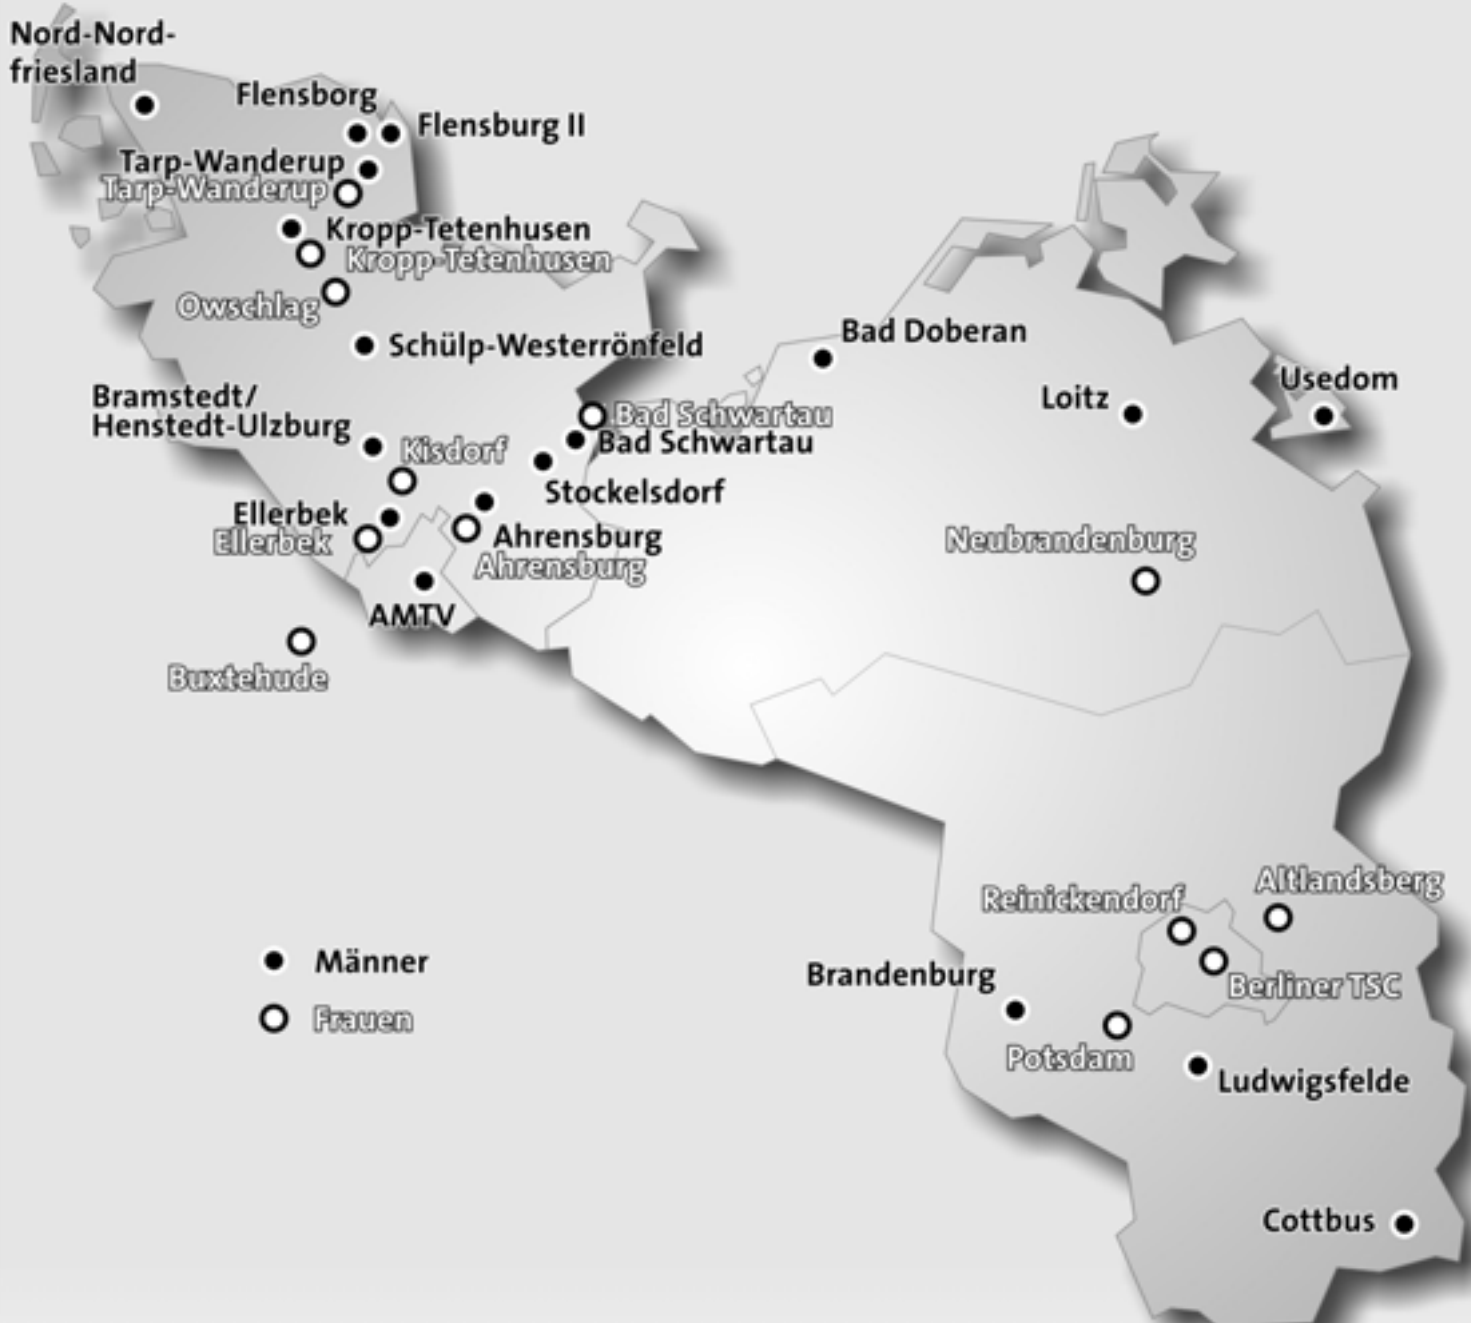 Nord-Nord-
friesland
Flensborg
Flensburg II
Tarp-Wanderup
Tarp-Wanderup
Kropp-Tetenhusen
Kropp-Tetenhusen
Owschlag
Schülp-Westerrönfeld
Bad Doberan
Loitz
Usedom
Bramstedt/
Henstedt-Ulzburg
Bad Schwartau
Bad Schwartau
Kisdorf
Stockelsdorf
Ellerbek
Ellerbek
Ahrensburg
Ahrensburg
Neubrandenburg
AMTV
Buxtehude
Altlandsberg
Reinickendorf
Berliner TSC
Brandenburg
Potsdam
Ludwigsfelde
Männer
Frauen
Cottbus